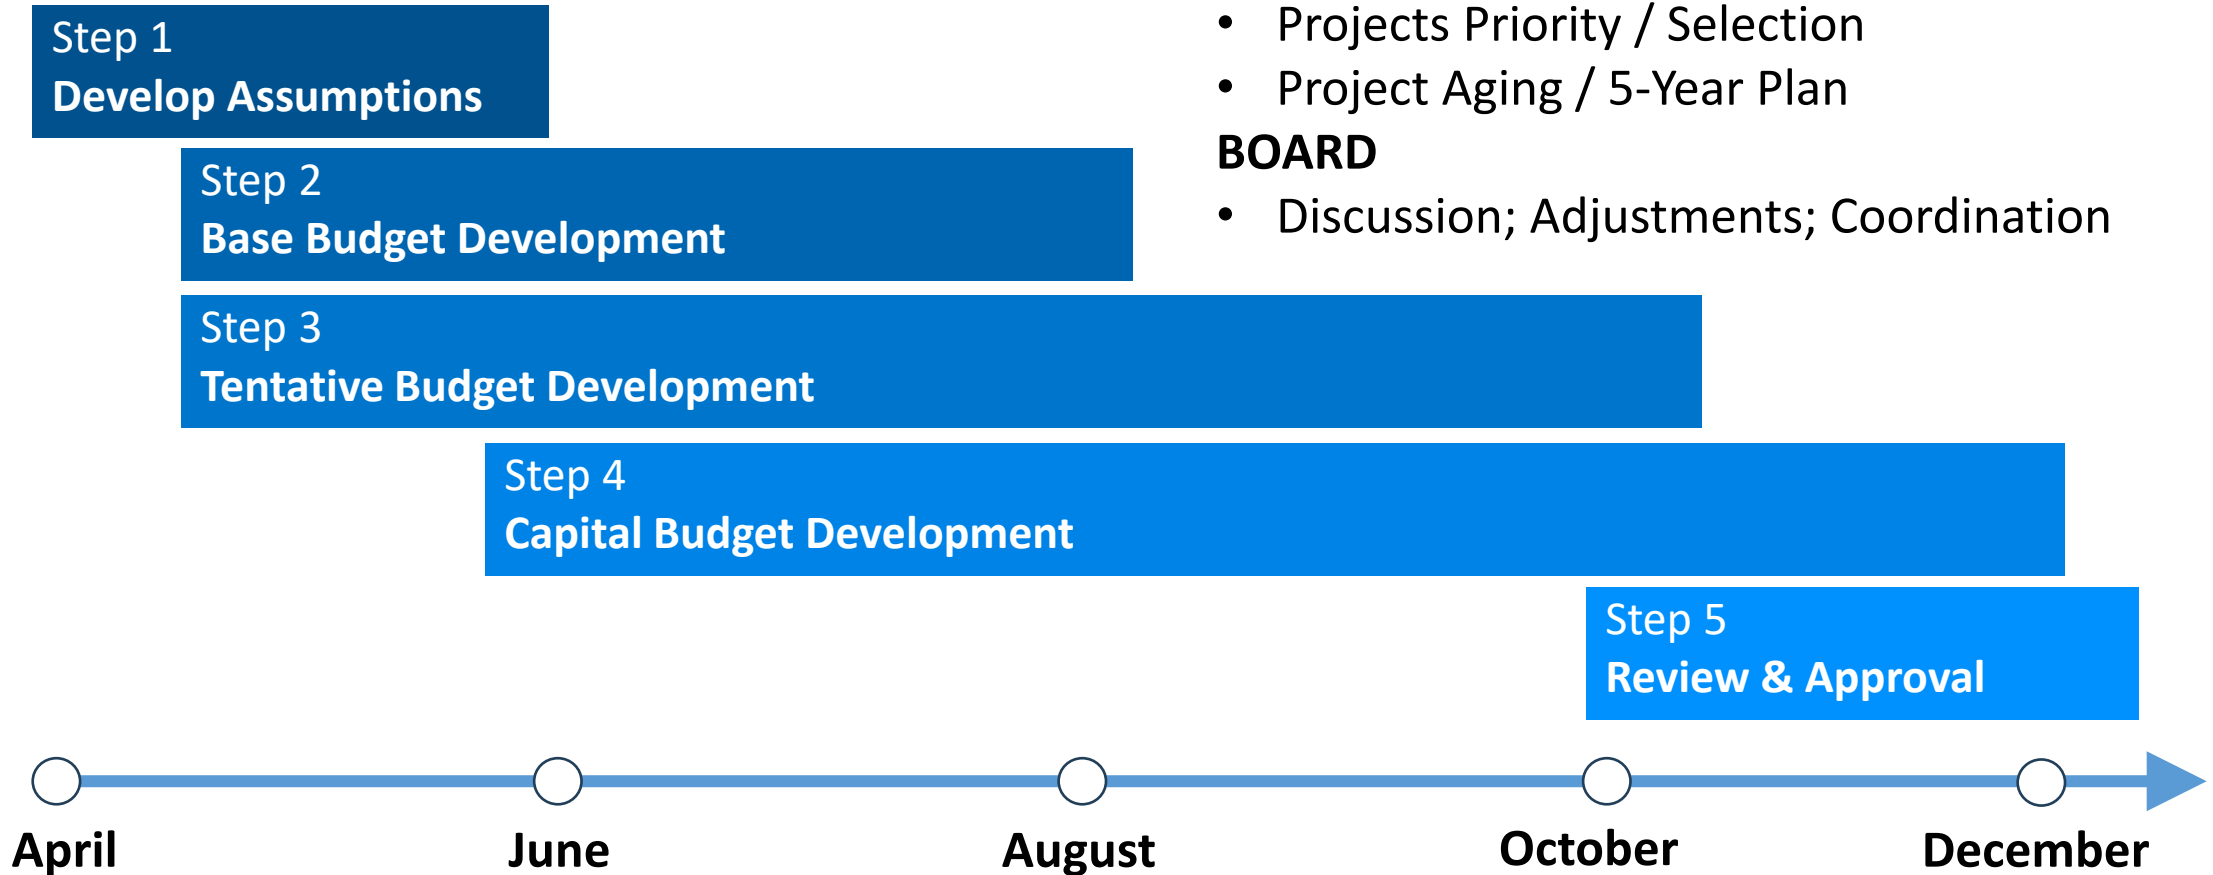 Step 1
Develop Assumptions
• Projects Priority / Selection
• Project Aging / 5-Year Plan
BOARD
• Discussion; Adjustments; Coordination
Step 2
Base Budget Development
Step 3
Tentative Budget Development
Step 4
Capital Budget Development
Step 5
Review & Approval
April
June
August
October
December